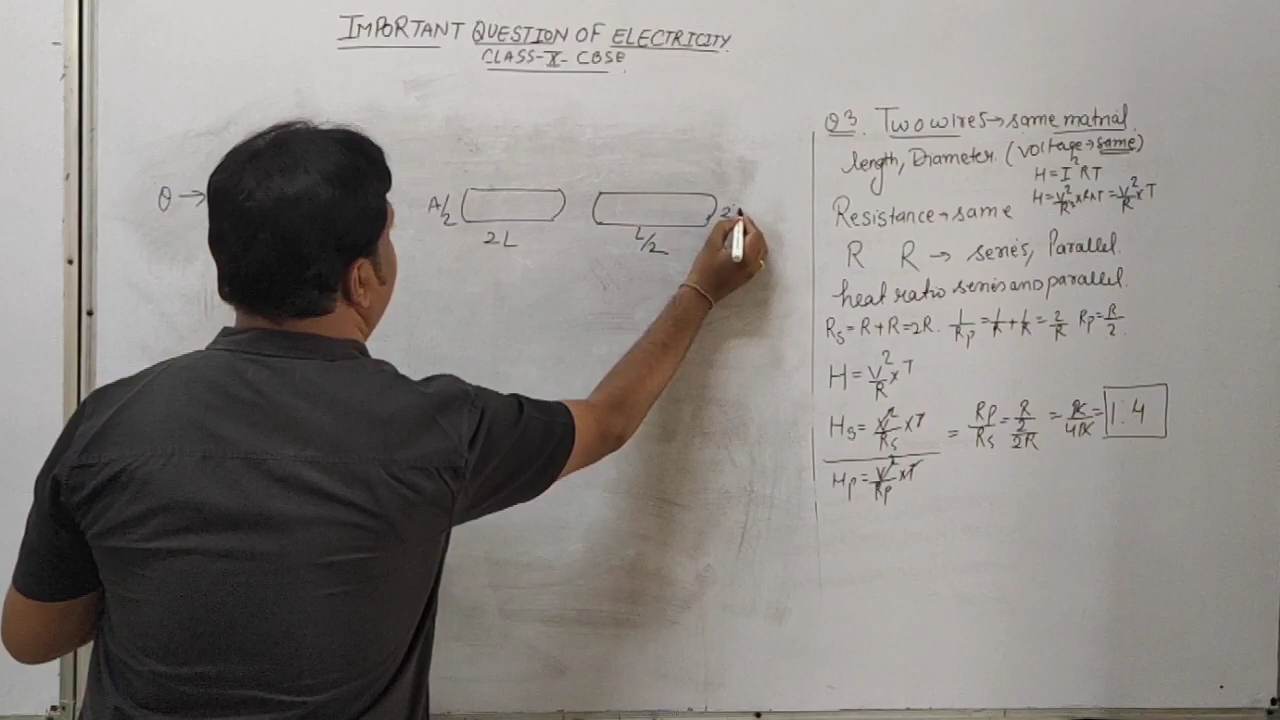 IMPORTANT QUESTION OF ELECTRICITY
CLASS-X-CBSE
θ →
A/2
2L
L/2
2
Q3. Two wires → same matrial
length, Diameter. (voltage → same)
H = I²RT
H = V²/R² x R x T = V²/R x T
Resistance → same
R R → series, Parallel.
heat ratio series and parallel.
Rs = R + R = 2R. 1/Rp = 1/R + 1/R = 2/R Rp = R/2
H = V²/R x T
Hs = V²/Rs x T = Rp/Rs = R/2/2R = R/4R = 1:4
Hp = V²/Rp x T